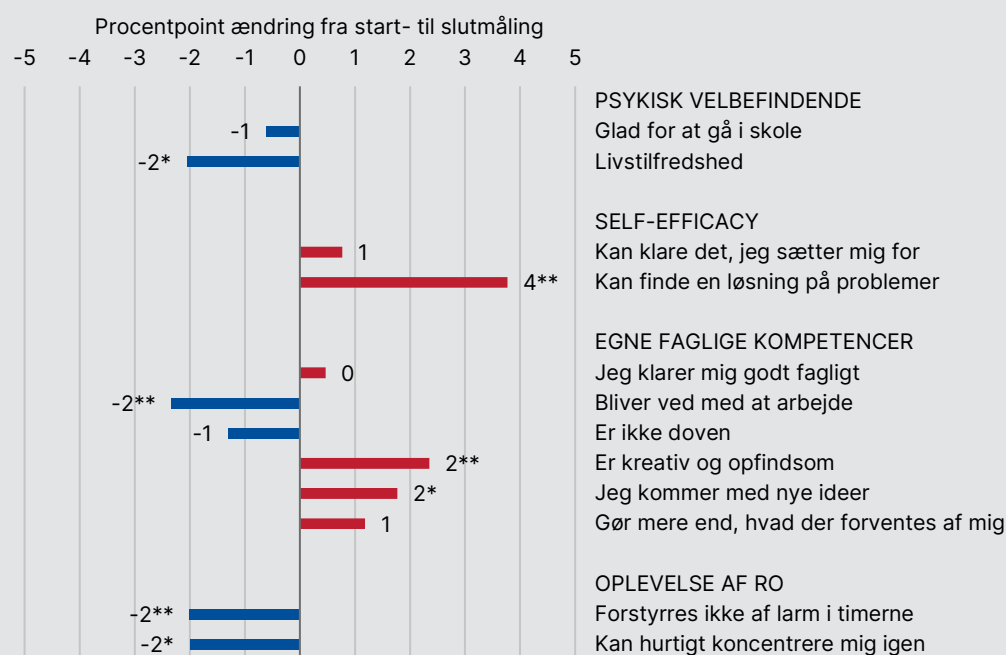 Procentpoint ændring fra start- til slutmåling
-5 -4 -3 -2 -1 0 1 2 3 4 5
PSYKISK VELBEFINDENDE
-1 Glad for at gå i skole
-2* Livstilfredshed
SELF-EFFICACY
1 Kan klare det, jeg sætter mig for
4** Kan finde en løsning på problemer
EGNE FAGLIGE KOMPETENCER
0 Jeg klarer mig godt fagligt
-2** Bliver ved med at arbejde
-1 Er ikke doven
2** Er kreativ og opfindsom
2* Jeg kommer med nye ideer
1 Gør mere end, hvad der forventes af mig
OPLEVELSE AF RO
-2** Forstyrres ikke af larm i timerne
-2* Kan hurtigt koncentrere mig igen